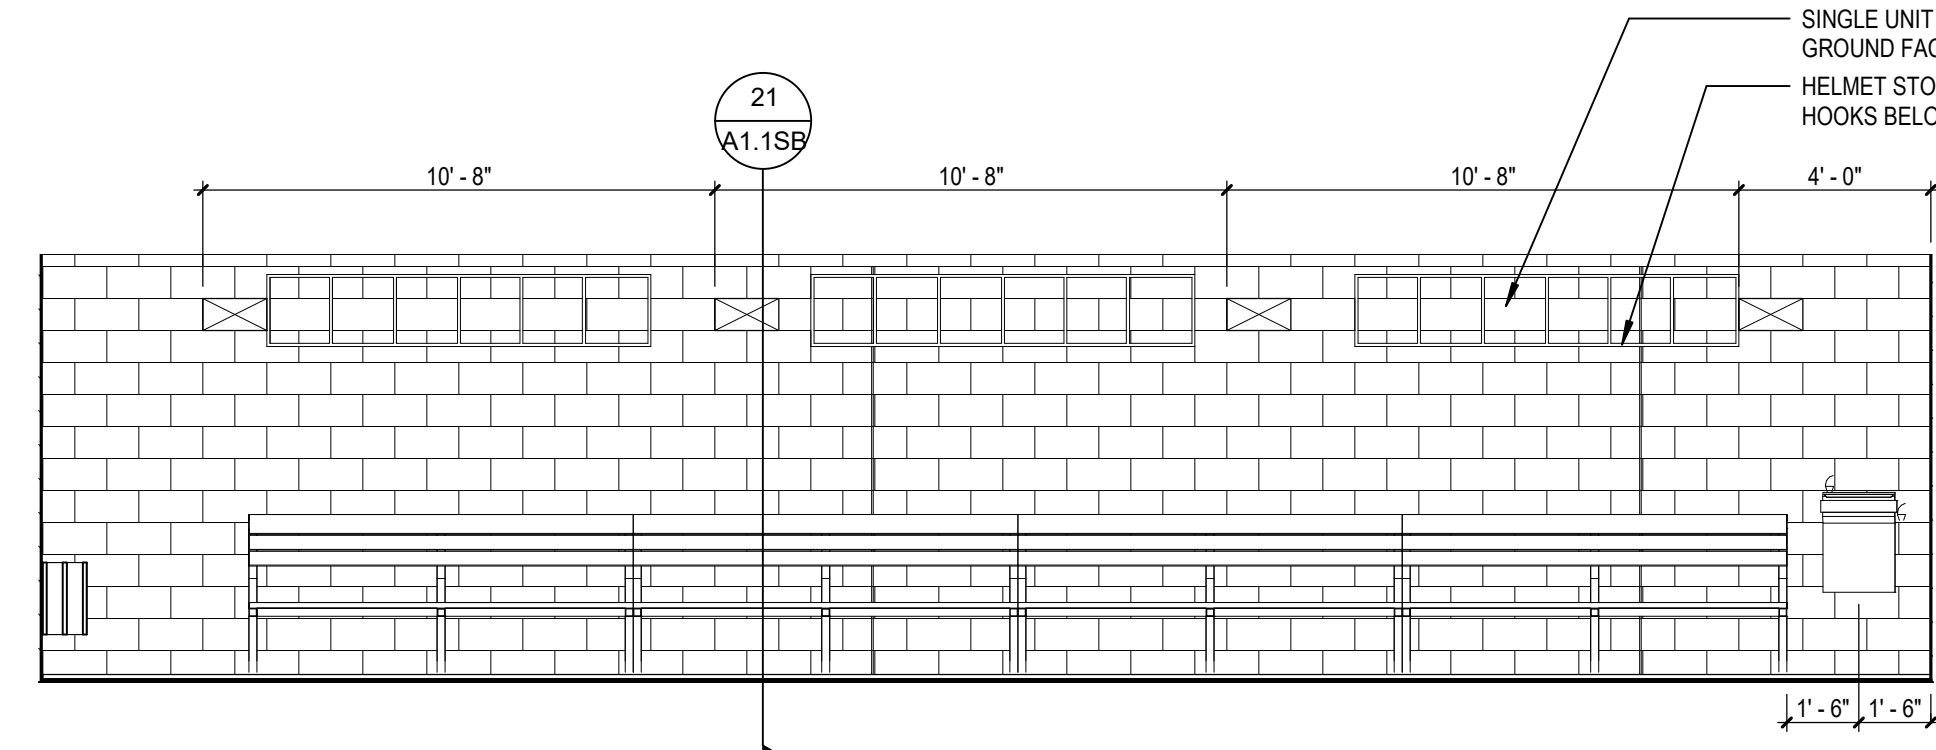 SINGLE UNIT
GROUND FAC
HELMET STO
HOOKS BELO
21
A1.1SB
10' - 8"
10' - 8"
10' - 8"
4' - 0"
1' - 6"
1' - 6"